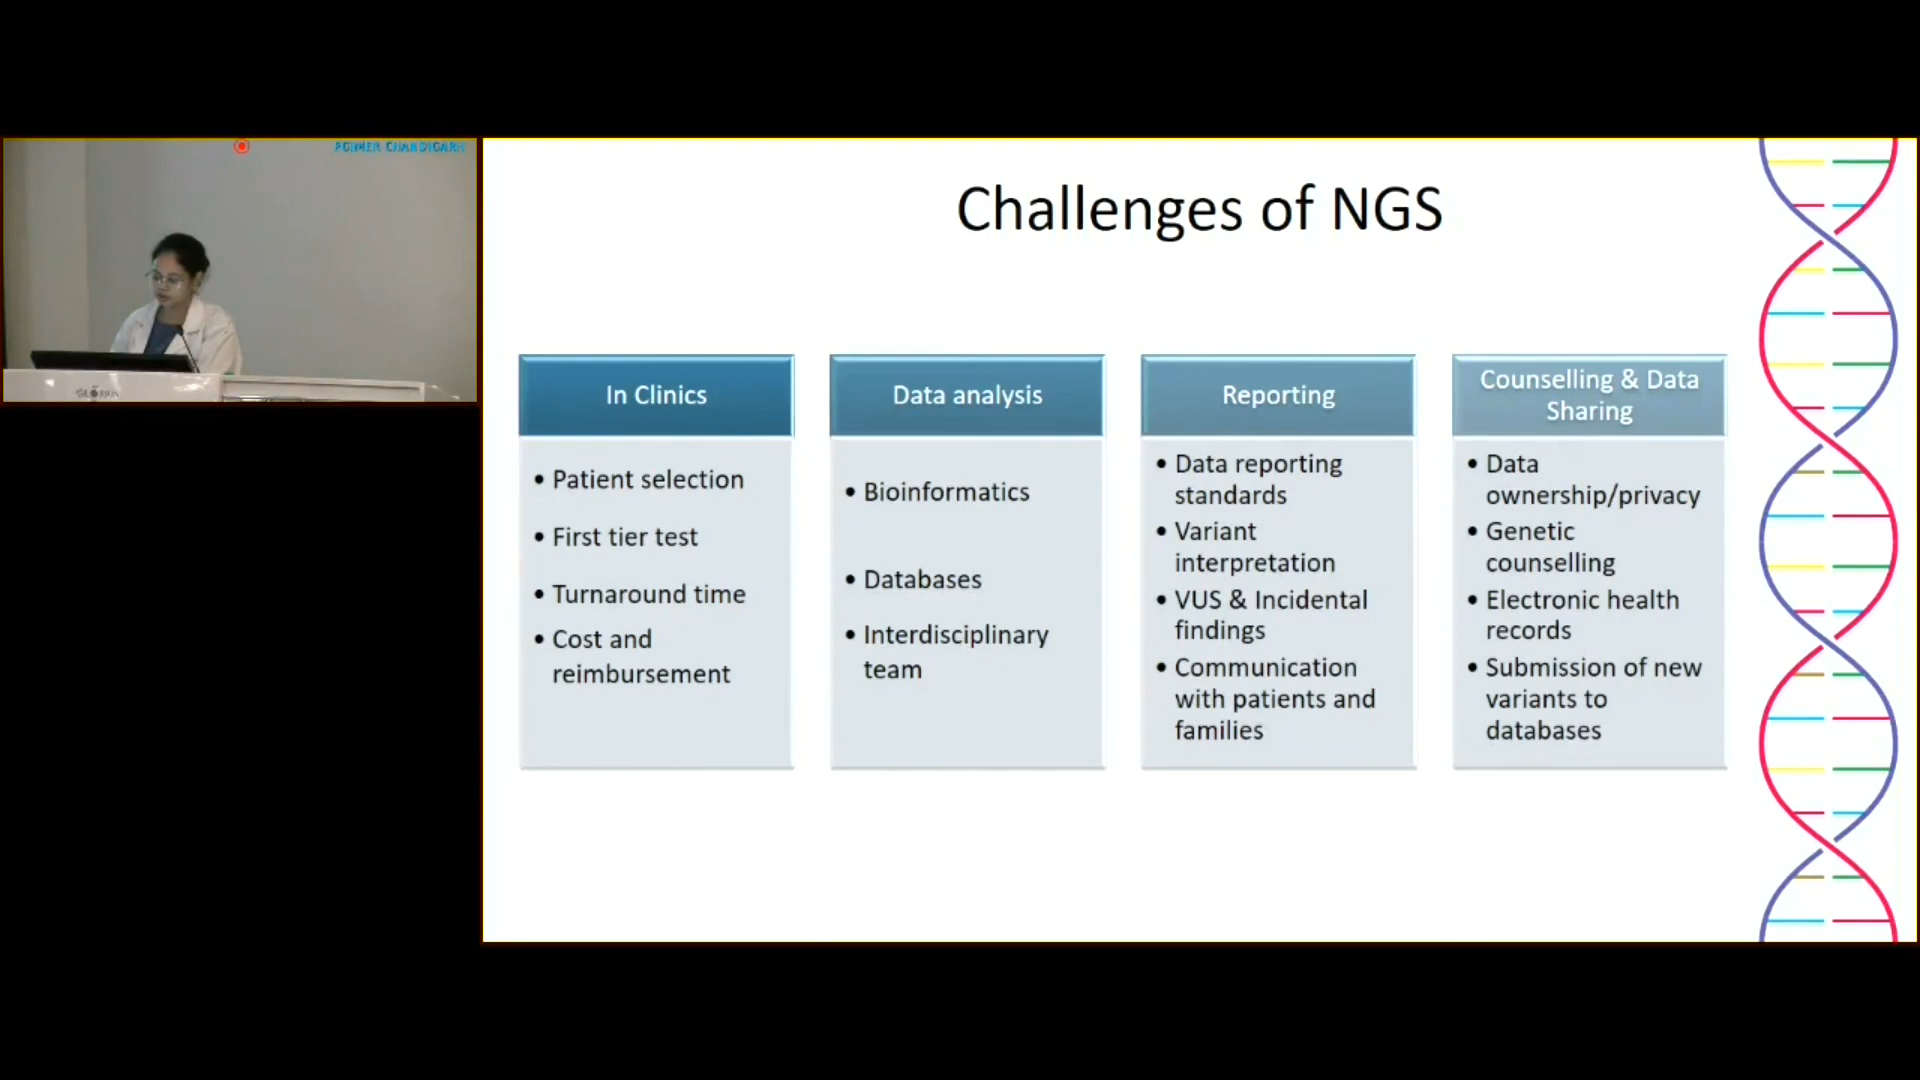 PGIMER CHANDIGARH
Challenges of NGS
In Clinics
• Patient selection
• First tier test
• Turnaround time
• Cost and
reimbursement
Data analysis
• Bioinformatics
• Databases
• Interdisciplinary
team
Reporting
• Data reporting
standards
• Variant
interpretation
• VUS & Incidental
findings
• Communication
with patients and
families
Counselling & Data
Sharing
• Data
ownership/privacy
• Genetic
counselling
• Electronic health
records
• Submission of new
variants to
databases